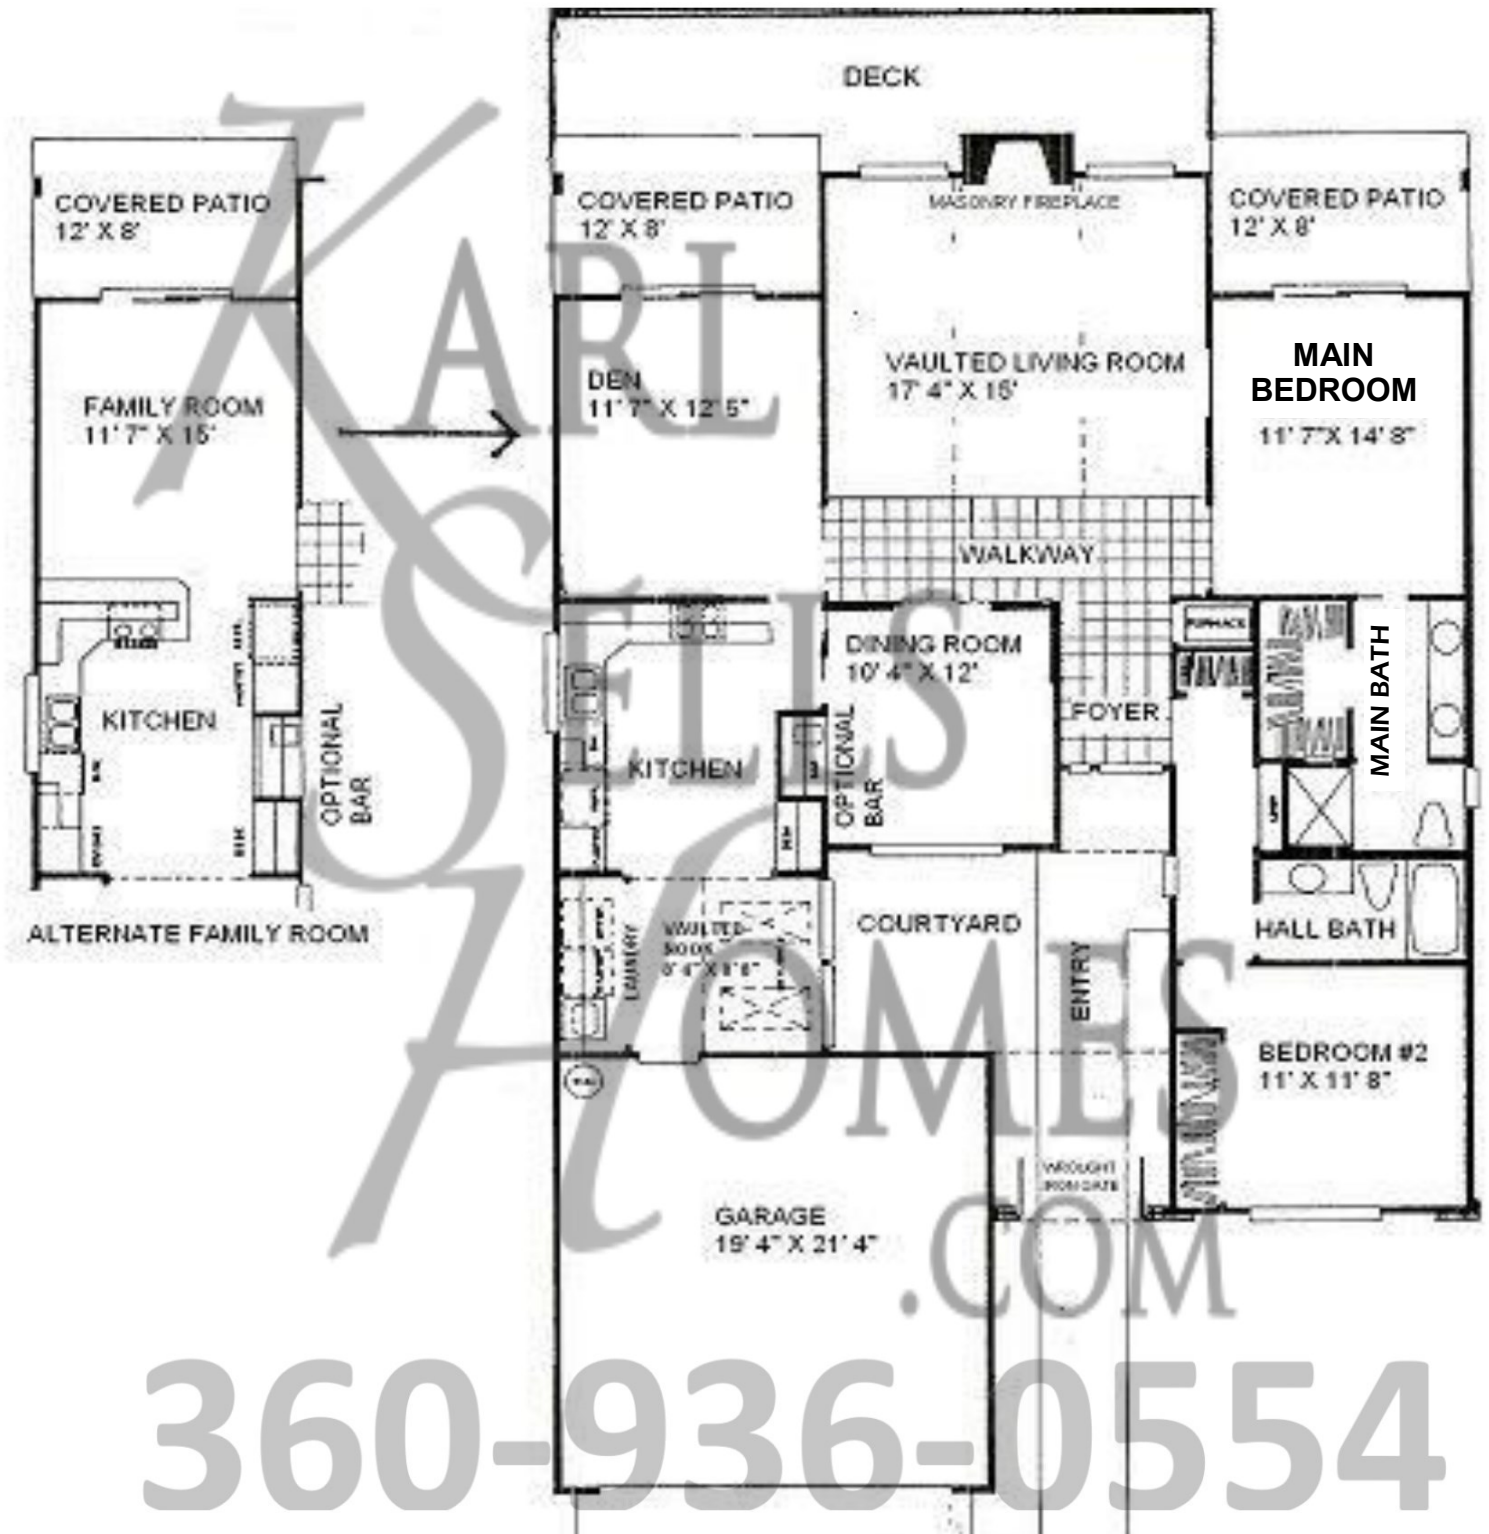 DECK
COVERED PATIO
12' X 8'
COVERED PATIO
12' X 8'
MASONRY FIREPLACE
COVERED PATIO
12' X 8'
FAMILY ROOM
11' 7" X 15'
DEN
11' 7" X 12' 5"
VAULTED LIVING ROOM
17' 4" X 15'
MAIN
BEDROOM
11' 7"X 14' 8"
WALKWAY
KITCHEN
OPTIONAL
BAR
KITCHEN
OPTIONAL
BAR
DINING ROOM
10' 4" X 12'
FOYER
FURNACE
MAIN BATH
ALTERNATE FAMILY ROOM
LAUNDRY
VAULTED
NOOK
COURTYARD
ENTRY
HALL BATH
BEDROOM #2
11' X 11' 8"
WROUGHT
IRON GATE
GARAGE
19' 4" X 21' 4"
KARL
SELLS
HOMES
.COM
360-936-0554